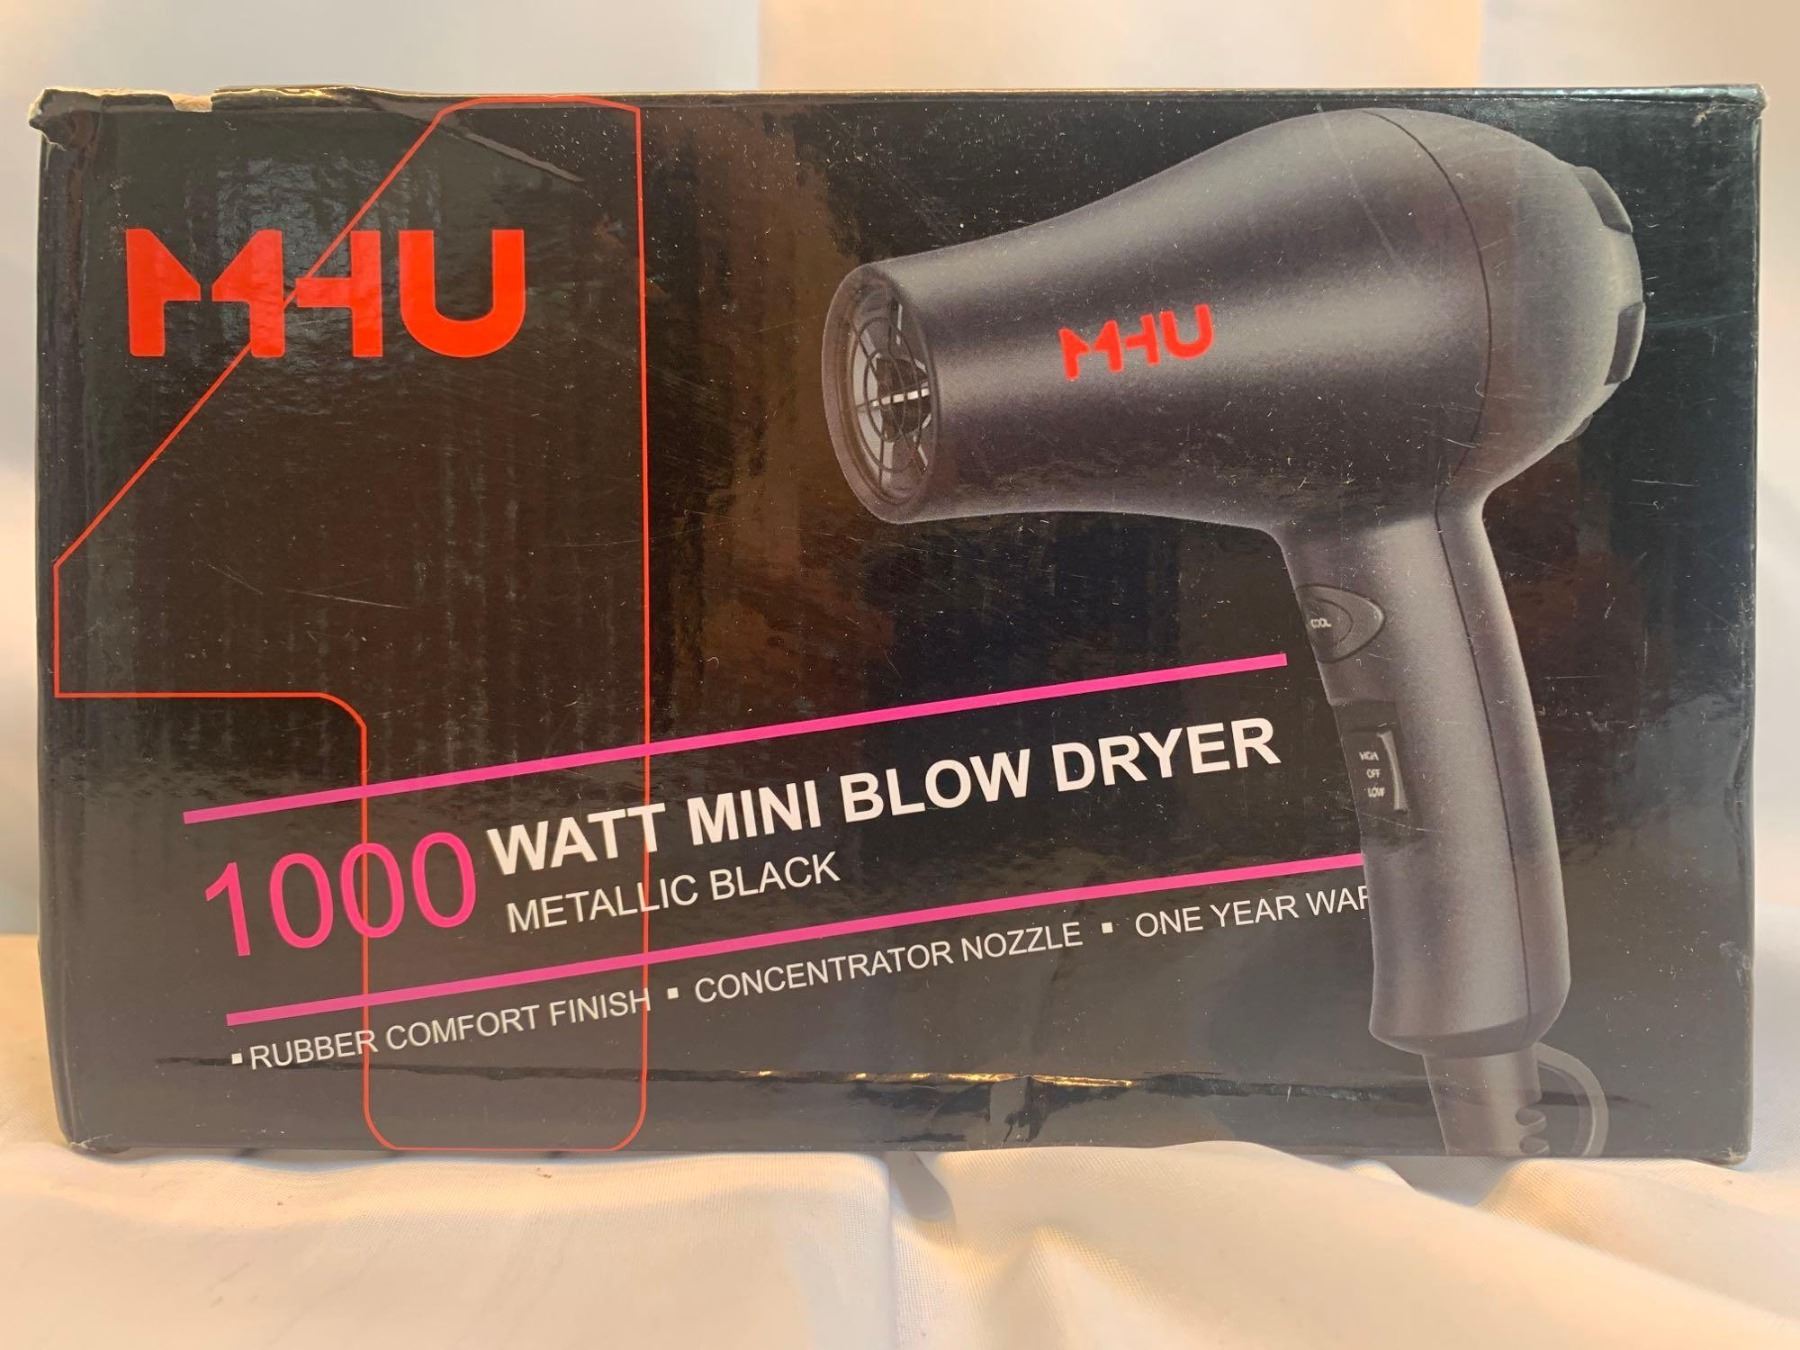 MHU
MHU
COOL
HIGH
OFF
LOW
1000 WATT MINI BLOW DRYER
METALLIC BLACK
▪ RUBBER COMFORT FINISH ▪ CONCENTRATOR NOZZLE ▪ ONE YEAR WAR